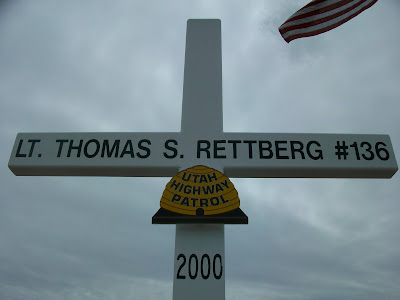 LT. THOMAS S. RETTBERG #136
UTAH
HIGHWAY
PATROL
2000